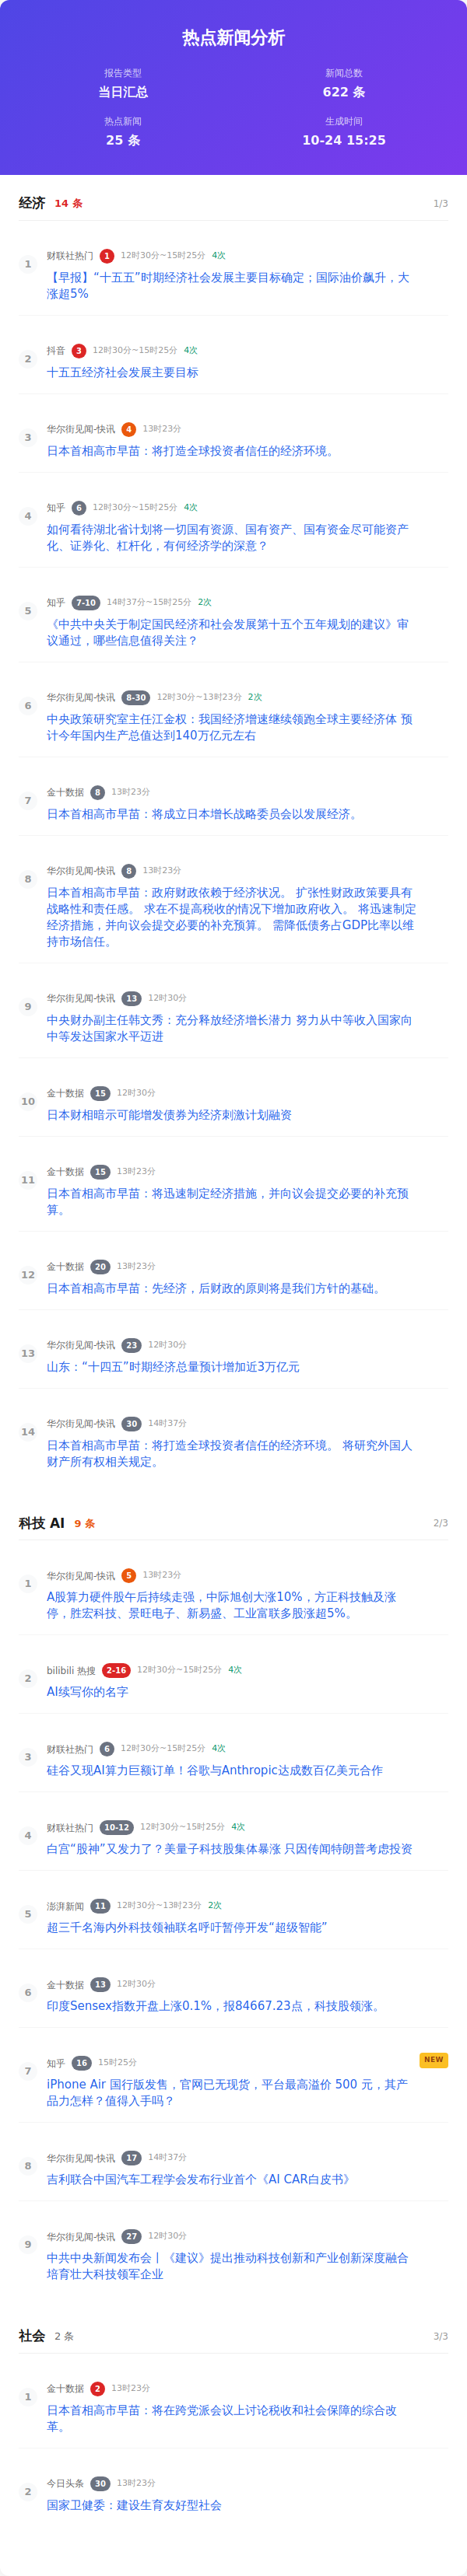 热点新闻分析
报告类型
新闻总数
当日汇总
622 条
热点新闻
生成时间
25 条
10-24 15:25
经济 14 条 1/3
1
财联社热门 1 12时30分~15时25分 4次
【早报】“十五五”时期经济社会发展主要目标确定；国际油价飙升，大
涨超5%
2
抖音 3 12时30分~15时25分 4次
十五五经济社会发展主要目标
3
华尔街见闻-快讯 4 13时23分
日本首相高市早苗：将打造全球投资者信任的经济环境。
4
知乎 6 12时30分~15时25分 4次
如何看待湖北省计划将一切国有资源、国有资产、国有资金尽可能资产
化、证券化、杠杆化，有何经济学的深意？
5
知乎 7-10 14时37分~15时25分 2次
《中共中央关于制定国民经济和社会发展第十五个五年规划的建议》审
议通过，哪些信息值得关注？
6
华尔街见闻-快讯 8-30 12时30分~13时23分 2次
中央政策研究室主任江金权：我国经济增速继续领跑全球主要经济体 预
计今年国内生产总值达到140万亿元左右
7
金十数据 8 13时23分
日本首相高市早苗：将成立日本增长战略委员会以发展经济。
8
华尔街见闻-快讯 8 13时23分
日本首相高市早苗：政府财政依赖于经济状况。 扩张性财政政策要具有
战略性和责任感。 求在不提高税收的情况下增加政府收入。 将迅速制定
经济措施，并向议会提交必要的补充预算。 需降低债务占GDP比率以维
持市场信任。
9
华尔街见闻-快讯 13 12时30分
中央财办副主任韩文秀：充分释放经济增长潜力 努力从中等收入国家向
中等发达国家水平迈进
10
金十数据 15 12时30分
日本财相暗示可能增发债券为经济刺激计划融资
11
金十数据 15 13时23分
日本首相高市早苗：将迅速制定经济措施，并向议会提交必要的补充预
算。
12
金十数据 20 13时23分
日本首相高市早苗：先经济，后财政的原则将是我们方针的基础。
13
华尔街见闻-快讯 23 12时30分
山东：“十四五”时期经济总量预计增加近3万亿元
14
华尔街见闻-快讯 30 14时37分
日本首相高市早苗：将打造全球投资者信任的经济环境。 将研究外国人
财产所有权相关规定。
科技 AI 9 条 2/3
1
华尔街见闻-快讯 5 13时23分
A股算力硬件股午后持续走强，中际旭创大涨10%，方正科技触及涨
停，胜宏科技、景旺电子、新易盛、工业富联多股涨超5%。
2
bilibili 热搜 2-16 12时30分~15时25分 4次
AI续写你的名字
3
财联社热门 6 12时30分~15时25分 4次
硅谷又现AI算力巨额订单！谷歌与Anthropic达成数百亿美元合作
4
财联社热门 10-12 12时30分~15时25分 4次
白宫“股神”又发力了？美量子科技股集体暴涨 只因传闻特朗普考虑投资
5
澎湃新闻 11 12时30分~13时23分 2次
超三千名海内外科技领袖联名呼吁暂停开发“超级智能”
6
金十数据 13 12时30分
印度Sensex指数开盘上涨0.1%，报84667.23点，科技股领涨。
7
知乎 16 15时25分 NEW
iPhone Air 国行版发售，官网已无现货，平台最高溢价 500 元，其产
品力怎样？值得入手吗？
8
华尔街见闻-快讯 17 14时37分
吉利联合中国汽车工程学会发布行业首个《AI CAR白皮书》
9
华尔街见闻-快讯 27 12时30分
中共中央新闻发布会丨《建议》提出推动科技创新和产业创新深度融合
培育壮大科技领军企业
社会 2 条 3/3
1
金十数据 2 13时23分
日本首相高市早苗：将在跨党派会议上讨论税收和社会保障的综合改
革。
2
今日头条 30 13时23分
国家卫健委：建设生育友好型社会